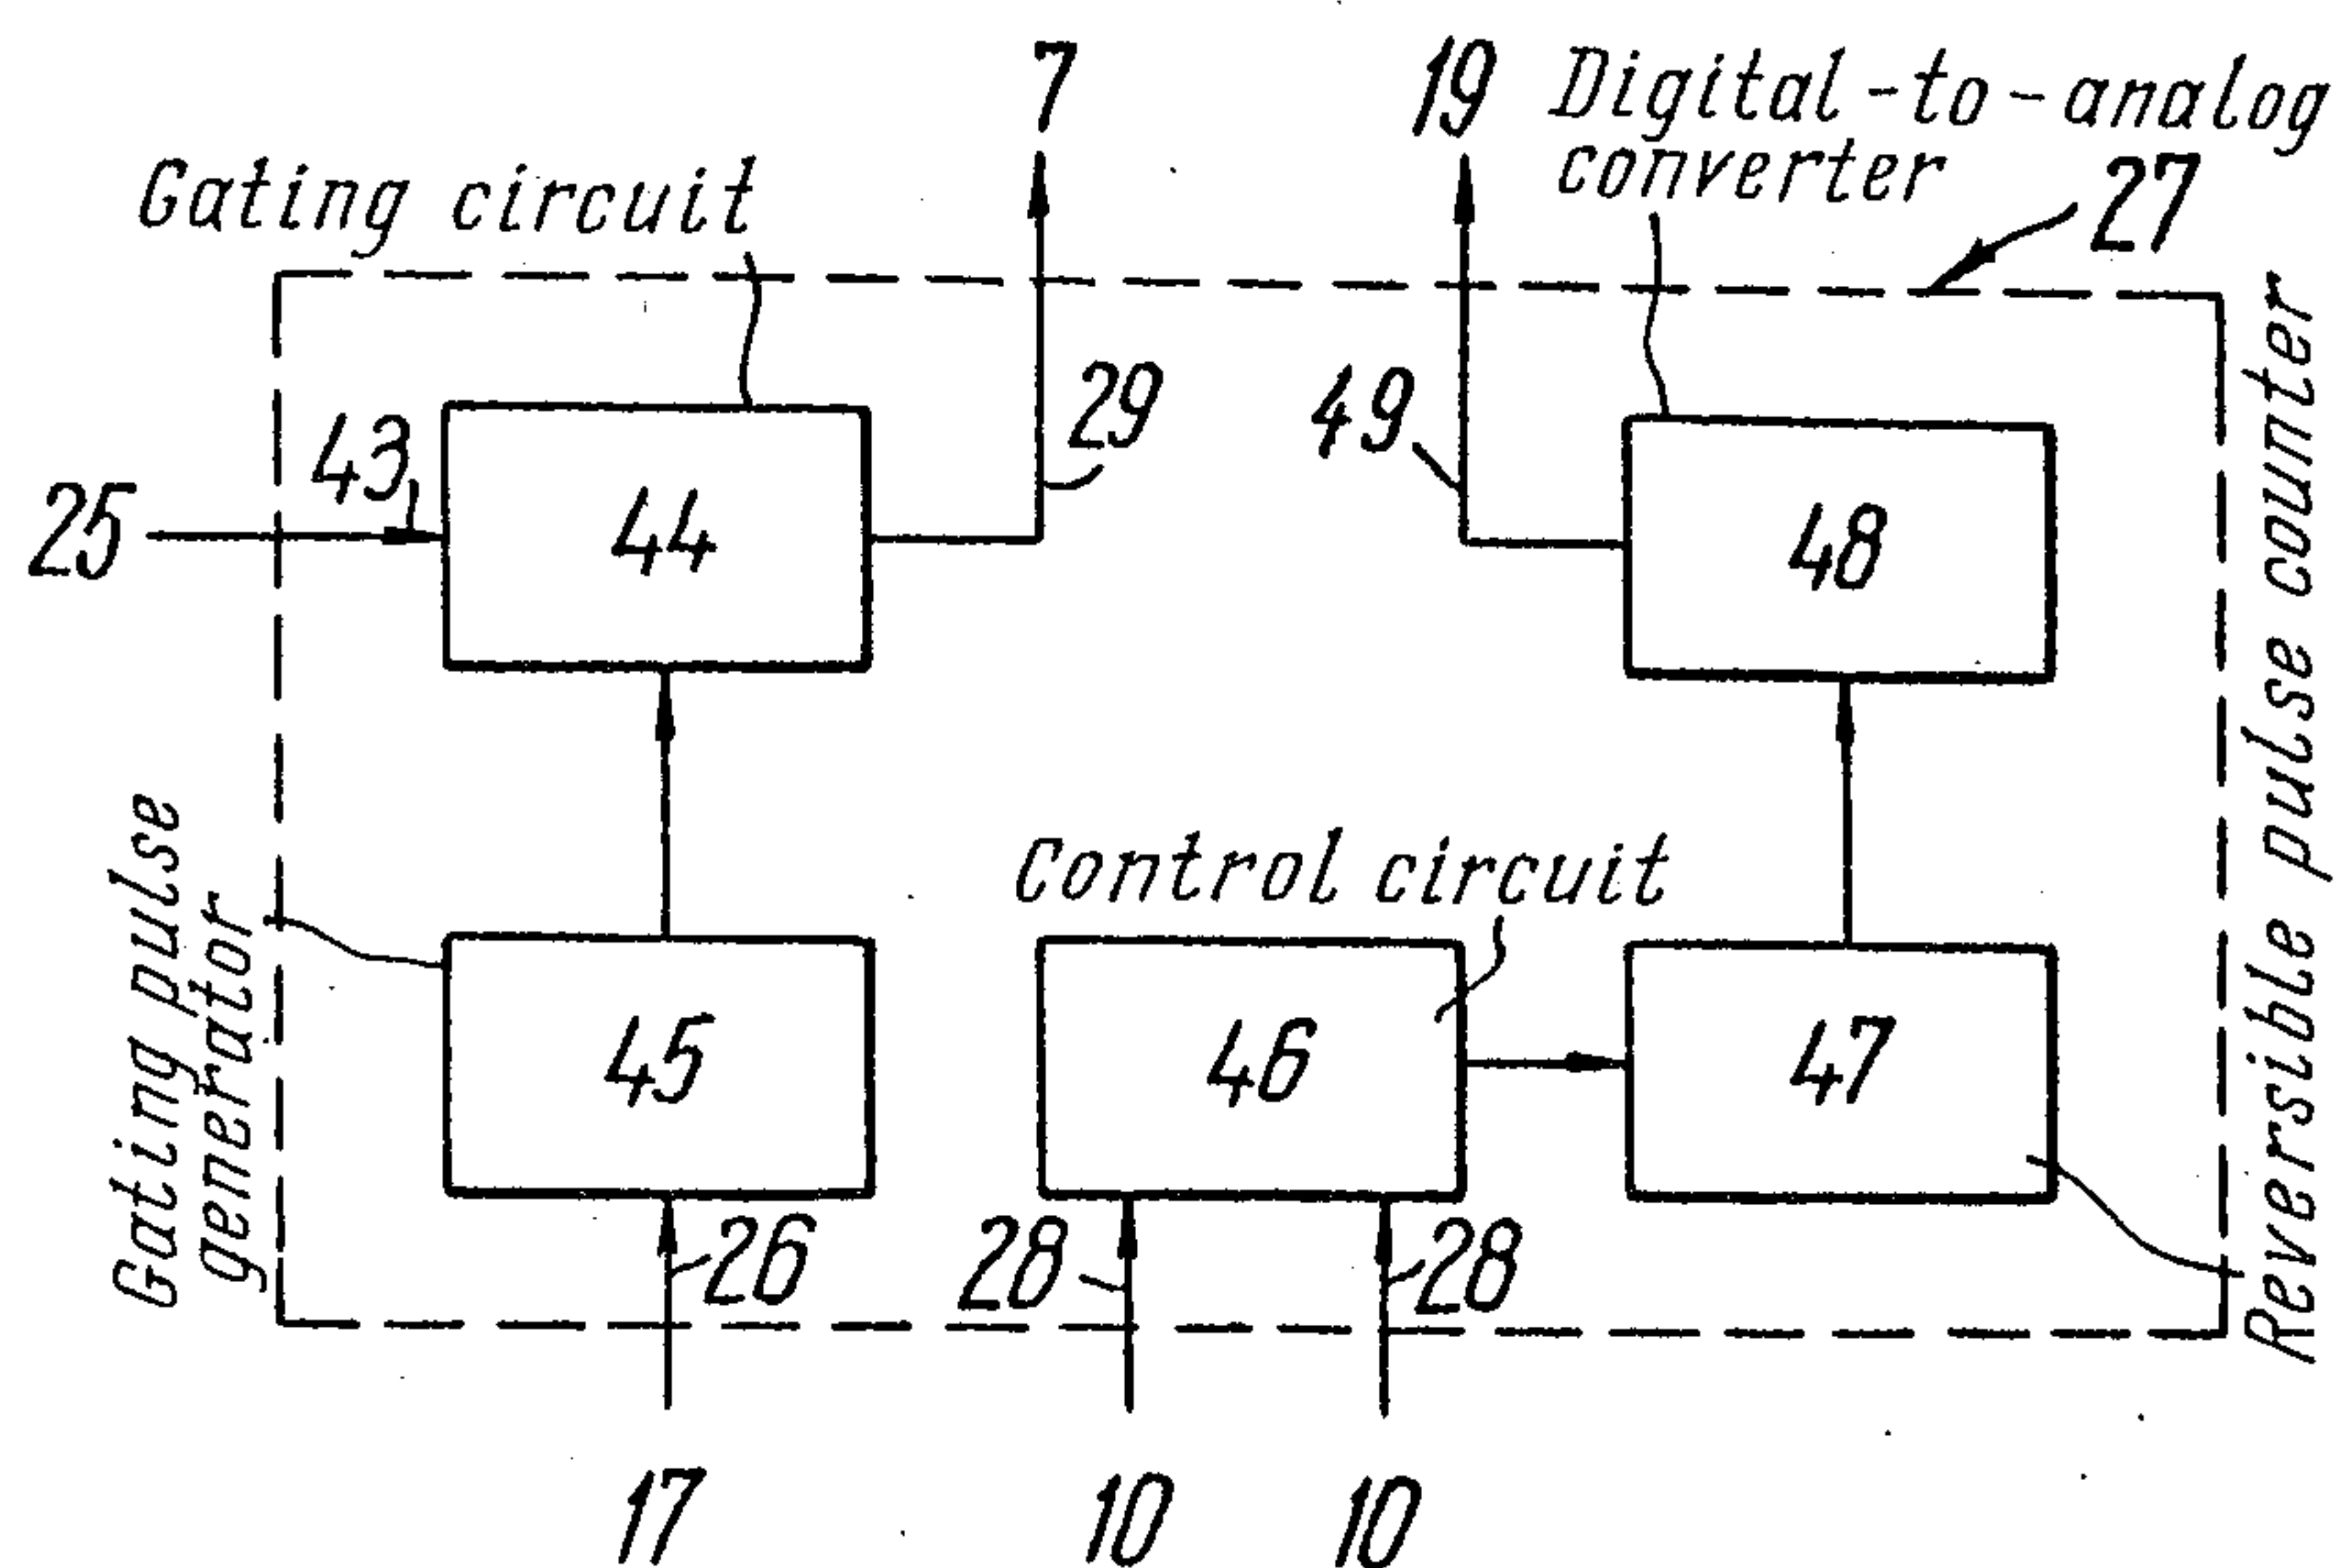 7
19
Digital-to-analog
converter
27
Gating circuit
29
49
43
25
44
48
Reversible pulse counter
Gating pulse
generator
Control circuit
45
46
47
26
28
28
17
10
10